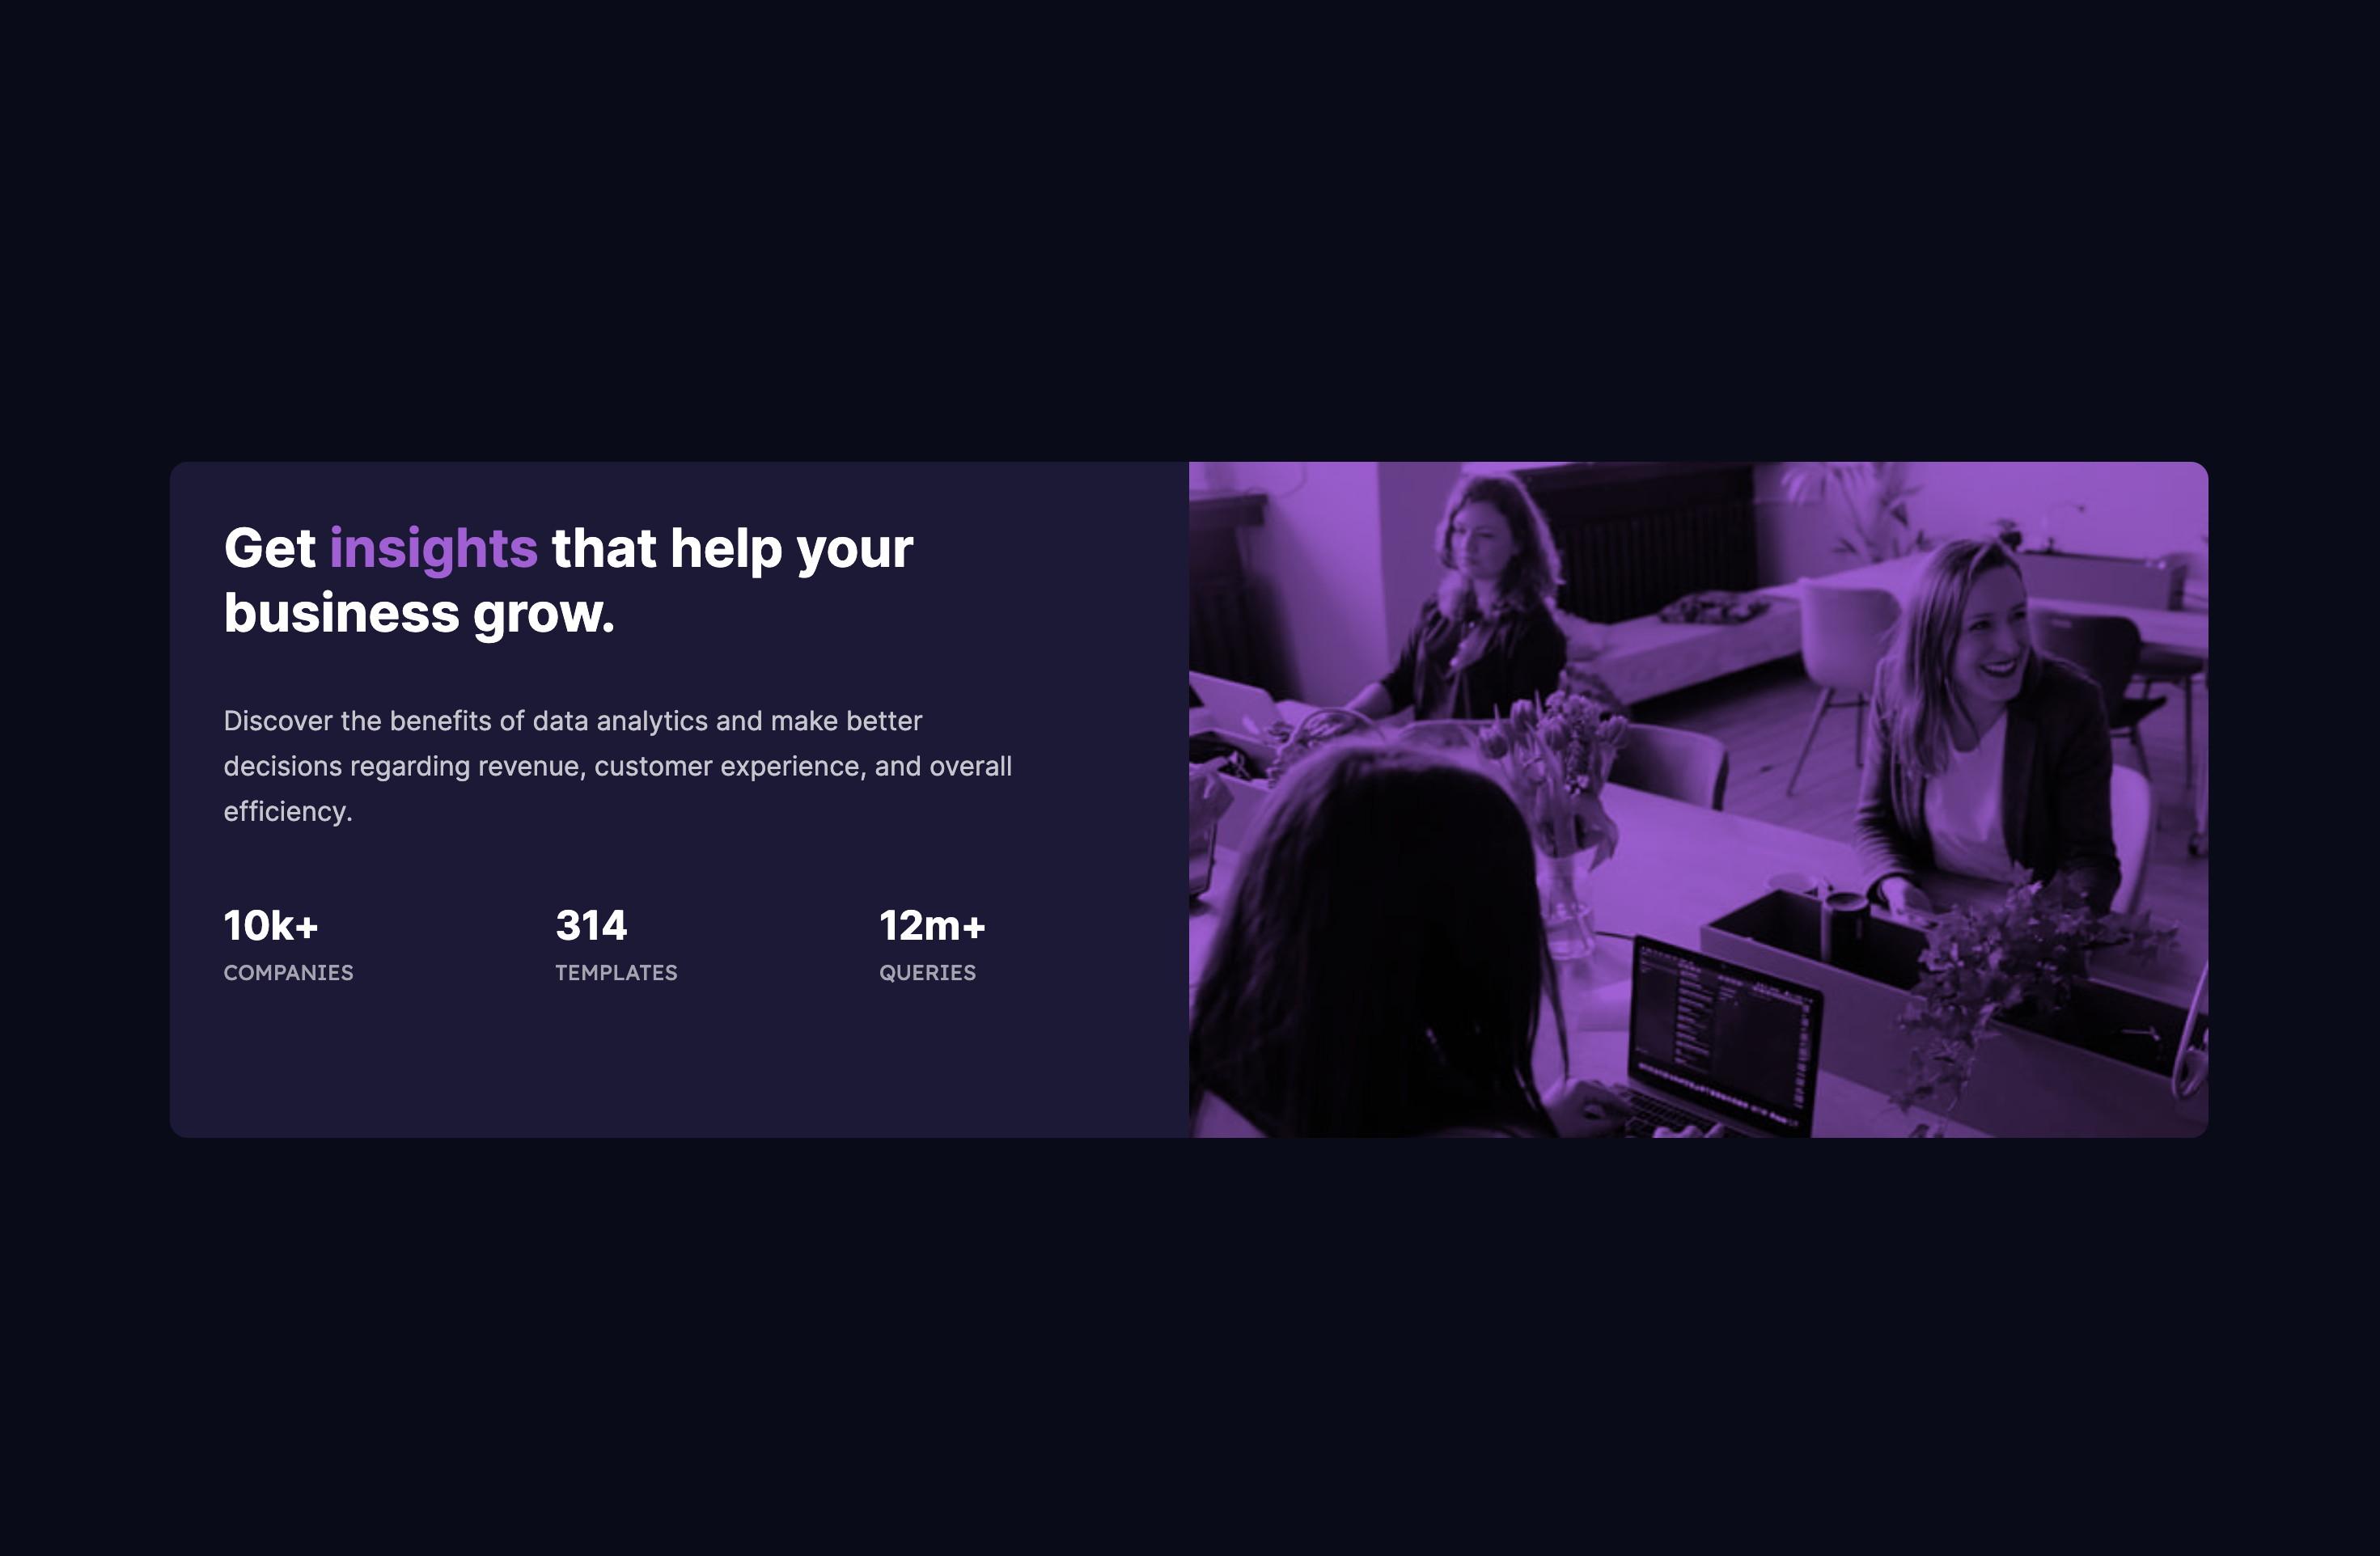 Get insights that help your
business grow.
Discover the benefits of data analytics and make better
decisions regarding revenue, customer experience, and overall
efficiency.
10k+
COMPANIES
314
TEMPLATES
12m+
QUERIES